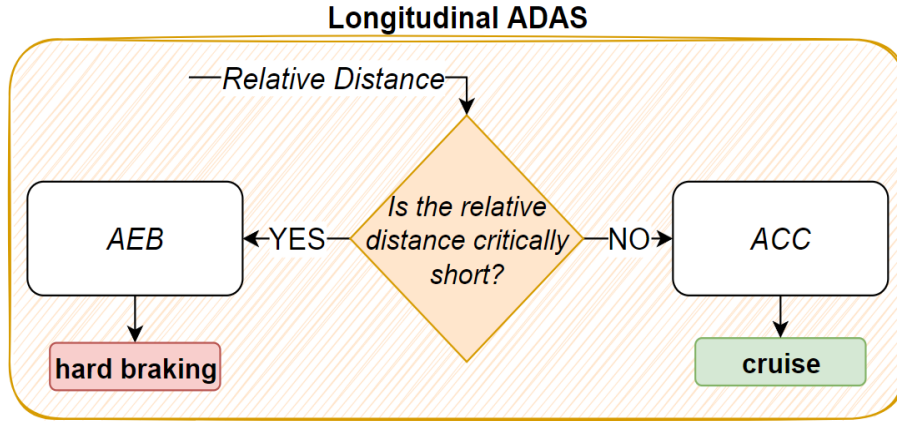 Longitudinal ADAS
Relative Distance
Is the relative
distance critically
short?
AEB
YES
NO
ACC
hard braking
cruise